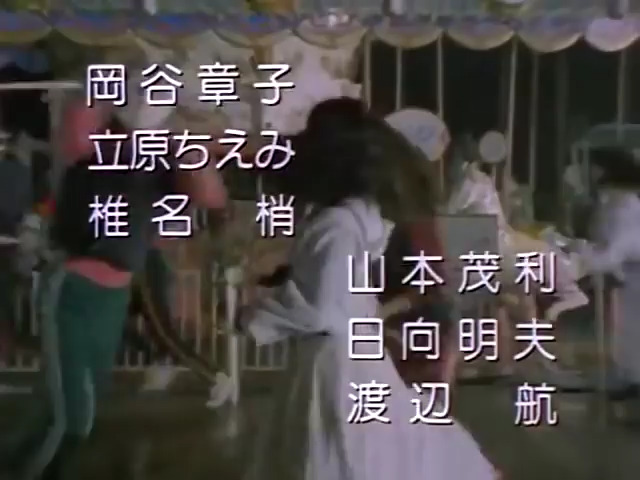 岡谷章子
立原ちえみ
椎名　梢
山本茂利
日向明夫
渡辺　航